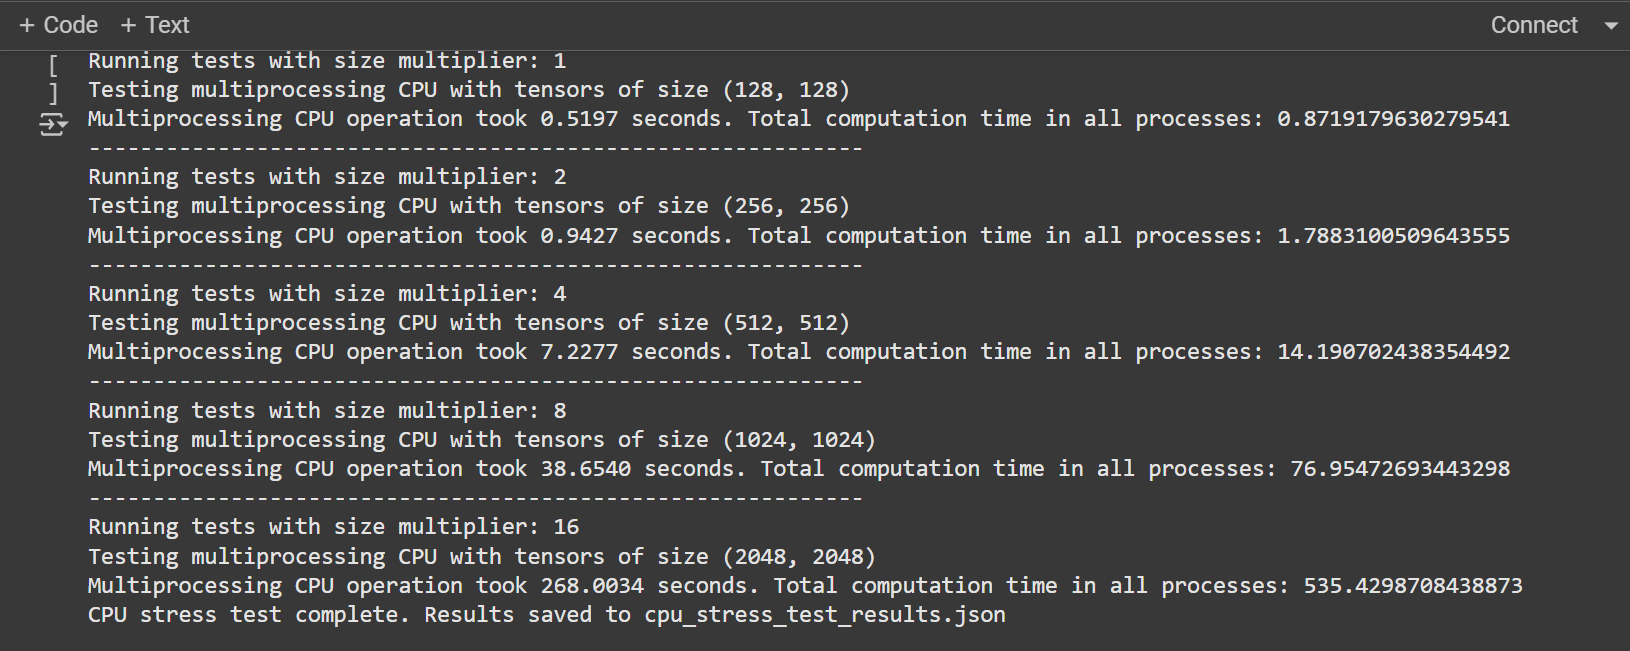 + Code + Text Connect
[ ]
Running tests with size multiplier: 1
Testing multiprocessing CPU with tensors of size (128, 128)
Multiprocessing CPU operation took 0.5197 seconds. Total computation time in all processes: 0.8719179630279541
------------------------------------------------------------
Running tests with size multiplier: 2
Testing multiprocessing CPU with tensors of size (256, 256)
Multiprocessing CPU operation took 0.9427 seconds. Total computation time in all processes: 1.7883100509643555
------------------------------------------------------------
Running tests with size multiplier: 4
Testing multiprocessing CPU with tensors of size (512, 512)
Multiprocessing CPU operation took 7.2277 seconds. Total computation time in all processes: 14.190702438354492
------------------------------------------------------------
Running tests with size multiplier: 8
Testing multiprocessing CPU with tensors of size (1024, 1024)
Multiprocessing CPU operation took 38.6540 seconds. Total computation time in all processes: 76.95472693443298
------------------------------------------------------------
Running tests with size multiplier: 16
Testing multiprocessing CPU with tensors of size (2048, 2048)
Multiprocessing CPU operation took 268.0034 seconds. Total computation time in all processes: 535.4298708438873
CPU stress test complete. Results saved to cpu_stress_test_results.json